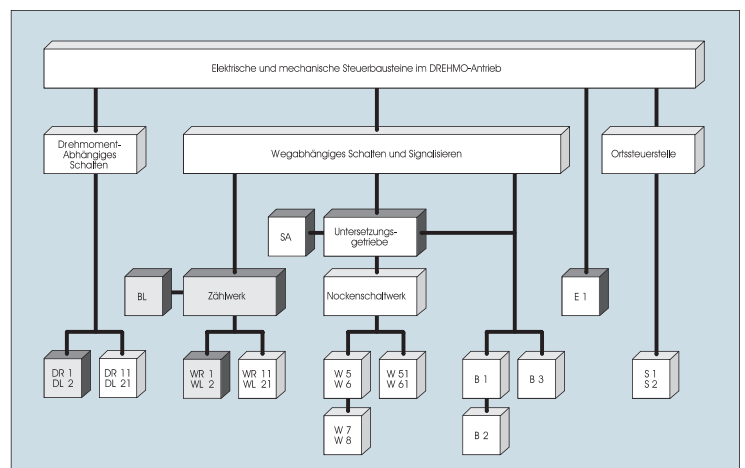 Elektrische und mechanische Steuerbausteine im DREHMO-Antrieb
Drehmoment-
Abhängiges
Schalten
Wegabhängiges Schalten und Signalisieren
Ortssteuerstelle
SA
Untersetzungs-
getriebe
BL
Zählwerk
Nockenschaltwerk
E 1
DR 1
DL 2
DR 11
DL 21
WR 1
WL 2
WR 11
WL 21
W 5
W 6
W 51
W 61
B 1
B 3
S 1
S 2
W 7
W 8
B 2